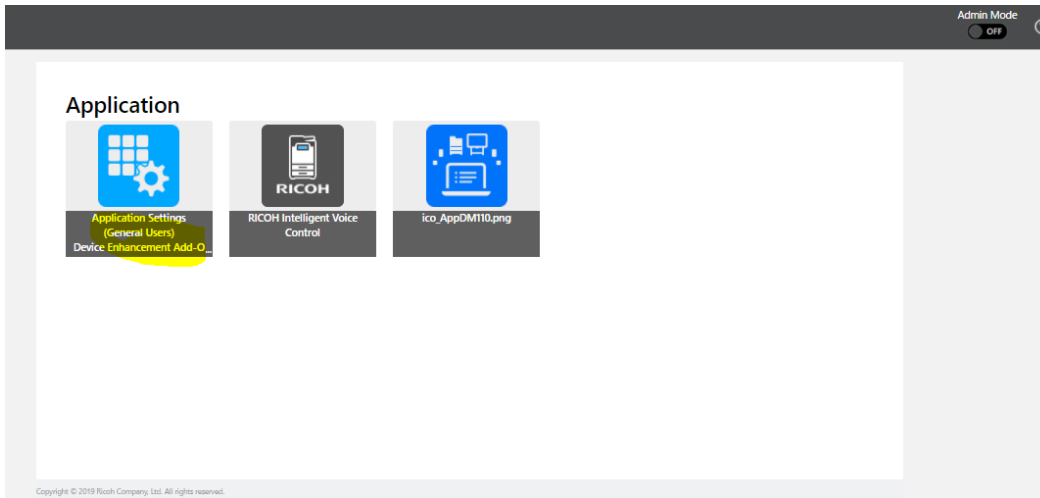 Admin Mode
OFF
Application
RICOH
Application Settings
(General Users)
Device Enhancement Add-O...
RICOH Intelligent Voice
Control
ico_AppDM110.png
Copyright © 2019 Ricoh Company, Ltd. All rights reserved.